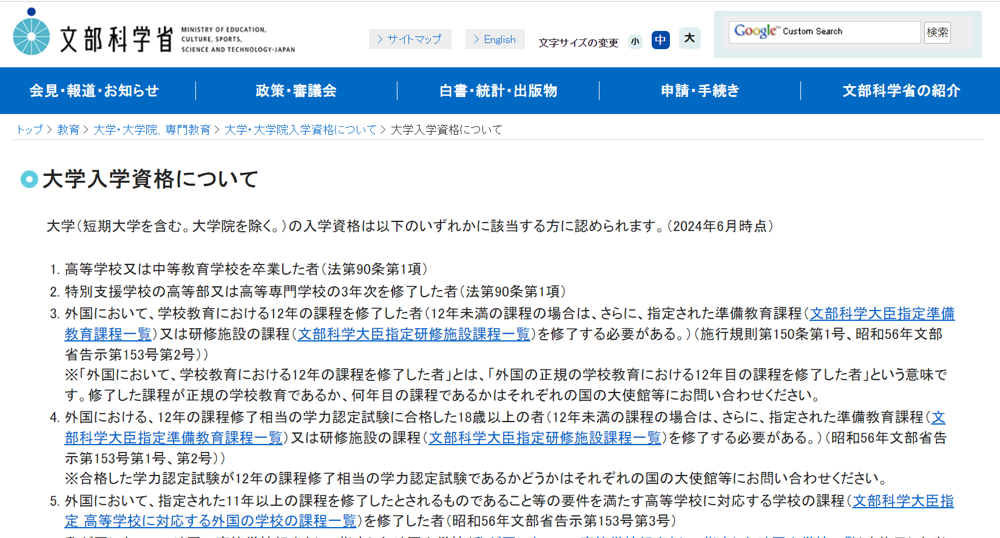 文部科学省
MINISTRY OF EDUCATION,
CULTURE, SPORTS,
SCIENCE AND TECHNOLOGY-JAPAN
> サイトマップ
> English
文字サイズの変更 小 中 大
Google™ Custom Search 検索
会見・報道・お知らせ 政策・審議会 白書・統計・出版物 申請・手続き 文部科学省の紹介
トップ > 教育 > 大学・大学院、専門教育 > 大学・大学院入学資格について > 大学入学資格について
大学入学資格について
大学（短期大学を含む。大学院を除く。）の入学資格は以下のいずれかに該当する方に認められます。（2024年6月時点）
1. 高等学校又は中等教育学校を卒業した者（法第90条第1項）
2. 特別支援学校の高等部又は高等専門学校の3年次を修了した者（法第90条第1項）
3. 外国において、学校教育における12年の課程を修了した者（12年未満の課程の場合は、さらに、指定された準備教育課程（文部科学大臣指定準備
教育課程一覧）又は研修施設の課程（文部科学大臣指定研修施設課程一覧）を修了する必要がある。）（施行規則第150条第1号、昭和56年文部
省告示第153号第2号））
※「外国において、学校教育における12年の課程を修了した者」とは、「外国の正規の学校教育における12年目の課程を修了した者」という意味で
す。修了した課程が正規の学校教育であるか、何年目の課程であるかはそれぞれの国の大使館等にお問い合わせください。
4. 外国における、12年の課程修了相当の学力認定試験に合格した18歳以上の者（12年未満の課程の場合は、さらに、指定された準備教育課程（文
部科学大臣指定準備教育課程一覧）又は研修施設の課程（文部科学大臣指定研修施設課程一覧）を修了する必要がある。）（昭和56年文部省告
示第153号第1号、第2号））
※合格した学力認定試験が12年の課程修了相当の学力認定試験であるかどうかはそれぞれの国の大使館等にお問い合わせください。
5. 外国において、指定された11年以上の課程を修了したとされるものであること等の要件を満たす高等学校に対応する学校の課程（文部科学大臣指
定 高等学校に対応する外国の学校の課程一覧）を修了した者（昭和56年文部省告示第153号第3号）